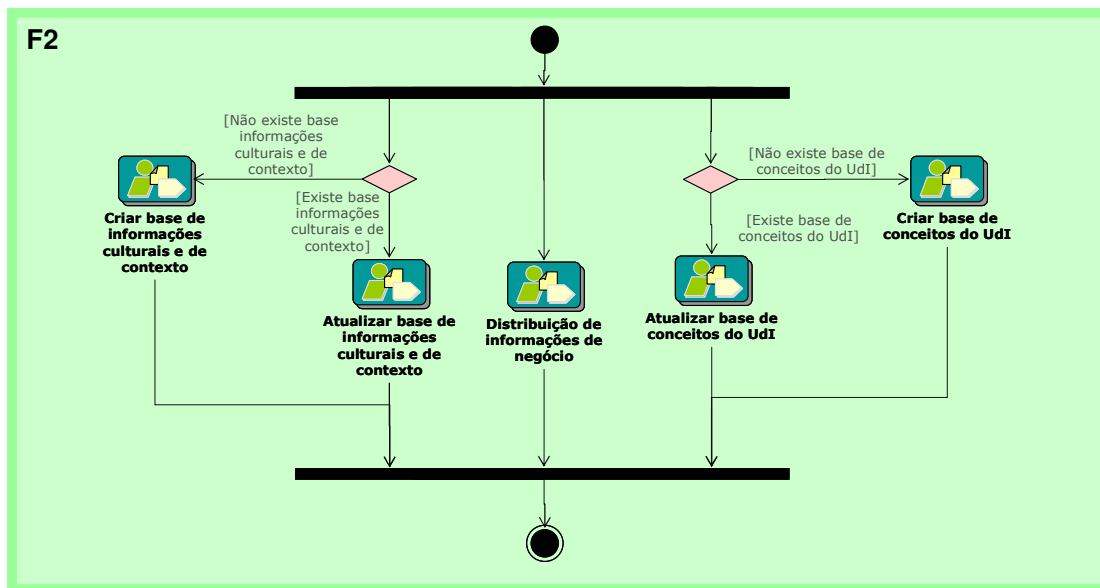 F2
[Não existe base
informações
culturais e de
contexto]
[Não existe base de
conceitos do UdI]
[Existe base
informações
culturais e de
contexto]
[Existe base de
conceitos do UdI]
Criar base de
informações
culturais e de
contexto
Criar base de
conceitos do UdI
Atualizar base de
informações
culturais e de
contexto
Distribuição de
informações de
negócio
Atualizar base de
conceitos do UdI